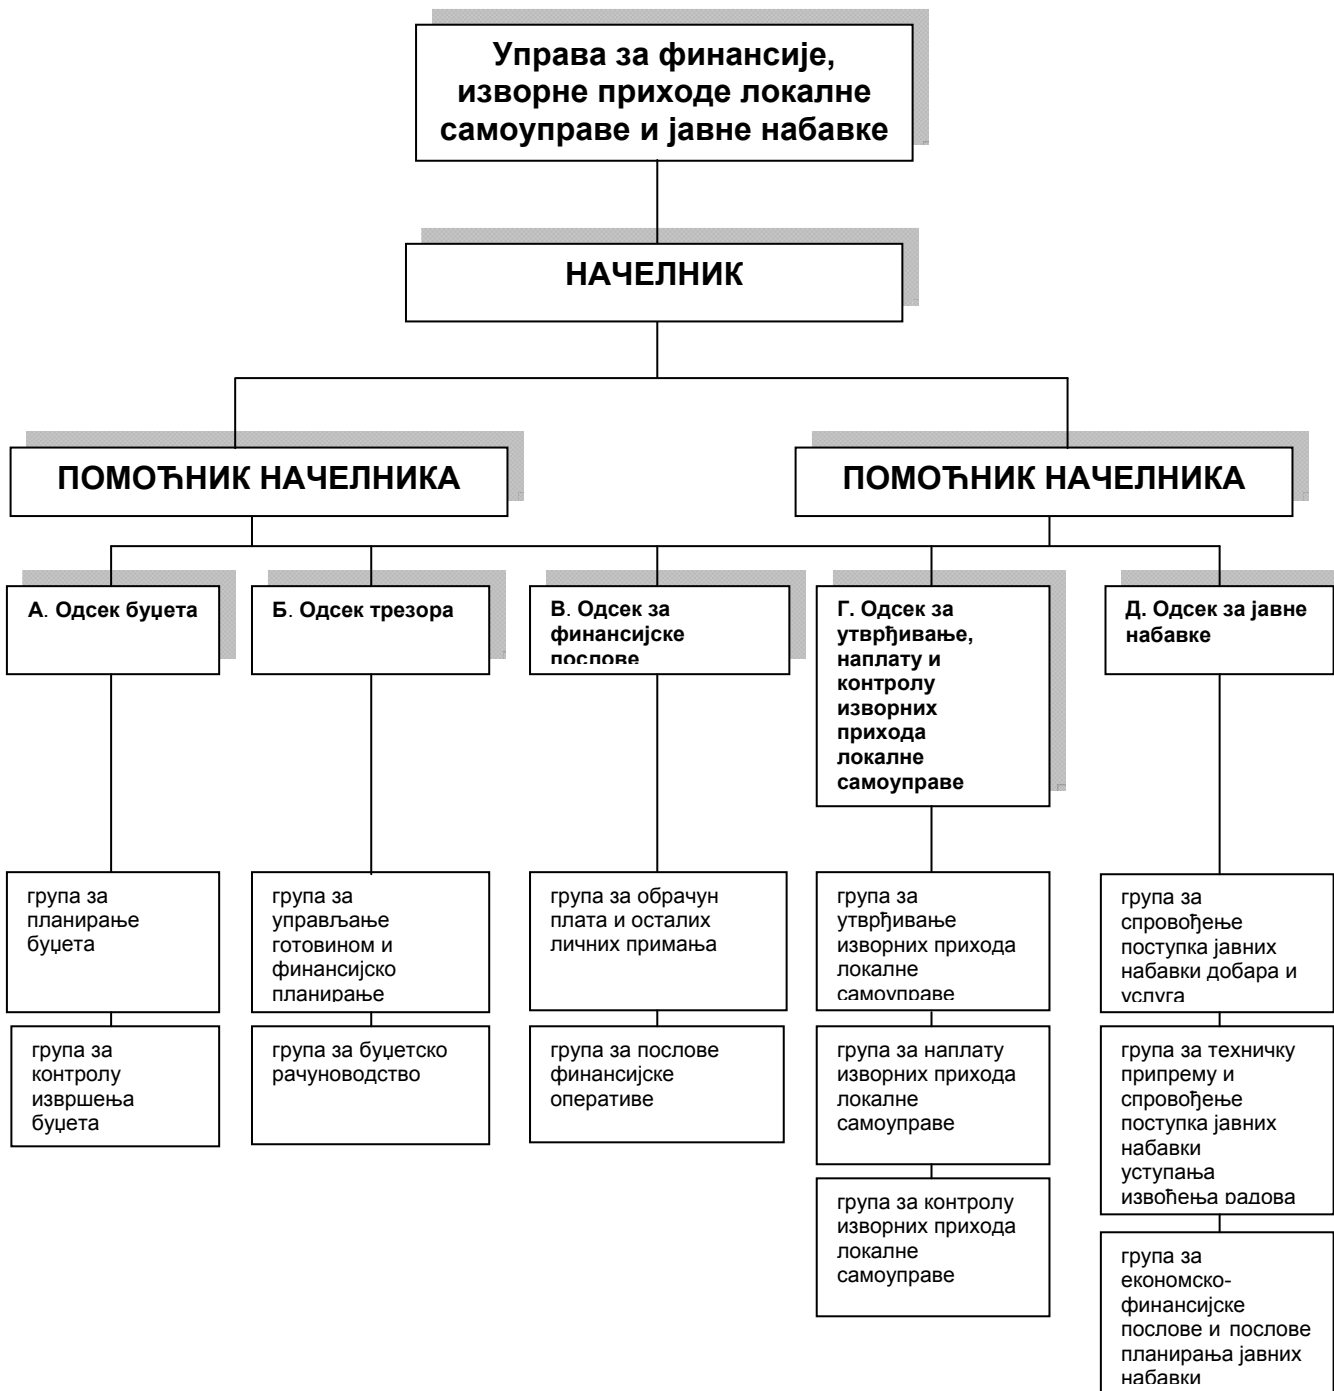 Управа за финансије,
изворне приходе локалне
самоуправе и јавне набавке
НАЧЕЛНИК
ПОМОЋНИК НАЧЕЛНИКА
ПОМОЋНИК НАЧЕЛНИКА
А. Одсек буџета
Б. Одсек трезора
В. Одсек за
финансијске
послове
Г. Одсек за
утврђивање,
наплату и
контролу
изворних
прихода
локалне
самоуправе
Д. Одсек за јавне
набавке
група за
планирање
буџета
група за
управљање
готовином и
финансијско
планирање
група за обрачун
плата и осталих
личних примања
група за
утврђивање
изворних прихода
локалне
самоуправе
група за
спровођење
поступка јавних
набавки добара и
услуга
група за
контролу
извршења
буџета
група за буџетско
рачуноводство
група за послове
финансијске
оперативе
група за наплату
изворних прихода
локалне
самоуправе
група за техничку
припрему и
спровођење
поступка јавних
набавки
уступања
извођења радова
група за контролу
изворних прихода
локалне
самоуправе
група за
економско-
финансијске
послове и послове
планирања јавних
набавки